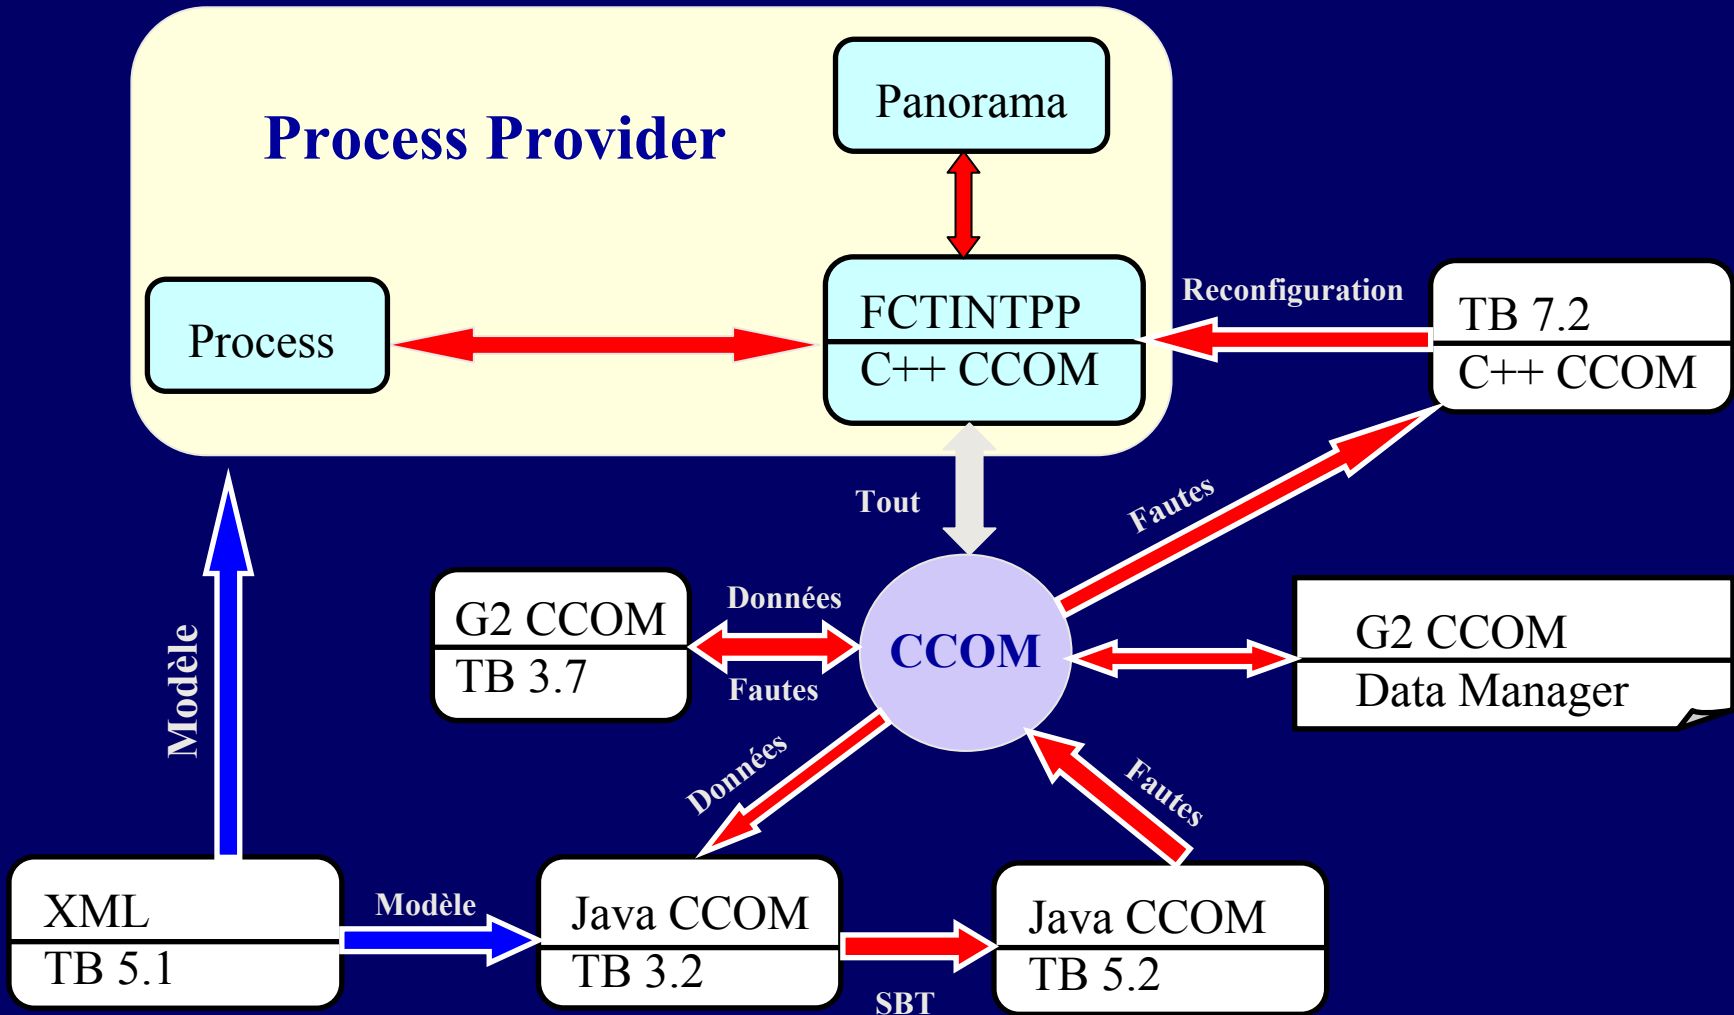 Panorama
Process Provider
FCTINTPP
C++ CCOM
Reconfiguration
TB 7.2
C++ CCOM
Process
Tout
Fautes
G2 CCOM
TB 3.7
Données
Fautes
CCOM
G2 CCOM
Data Manager
Modèle
Données
Fautes
XML
TB 5.1
Modèle
Java CCOM
TB 3.2
SBT
Java CCOM
TB 5.2